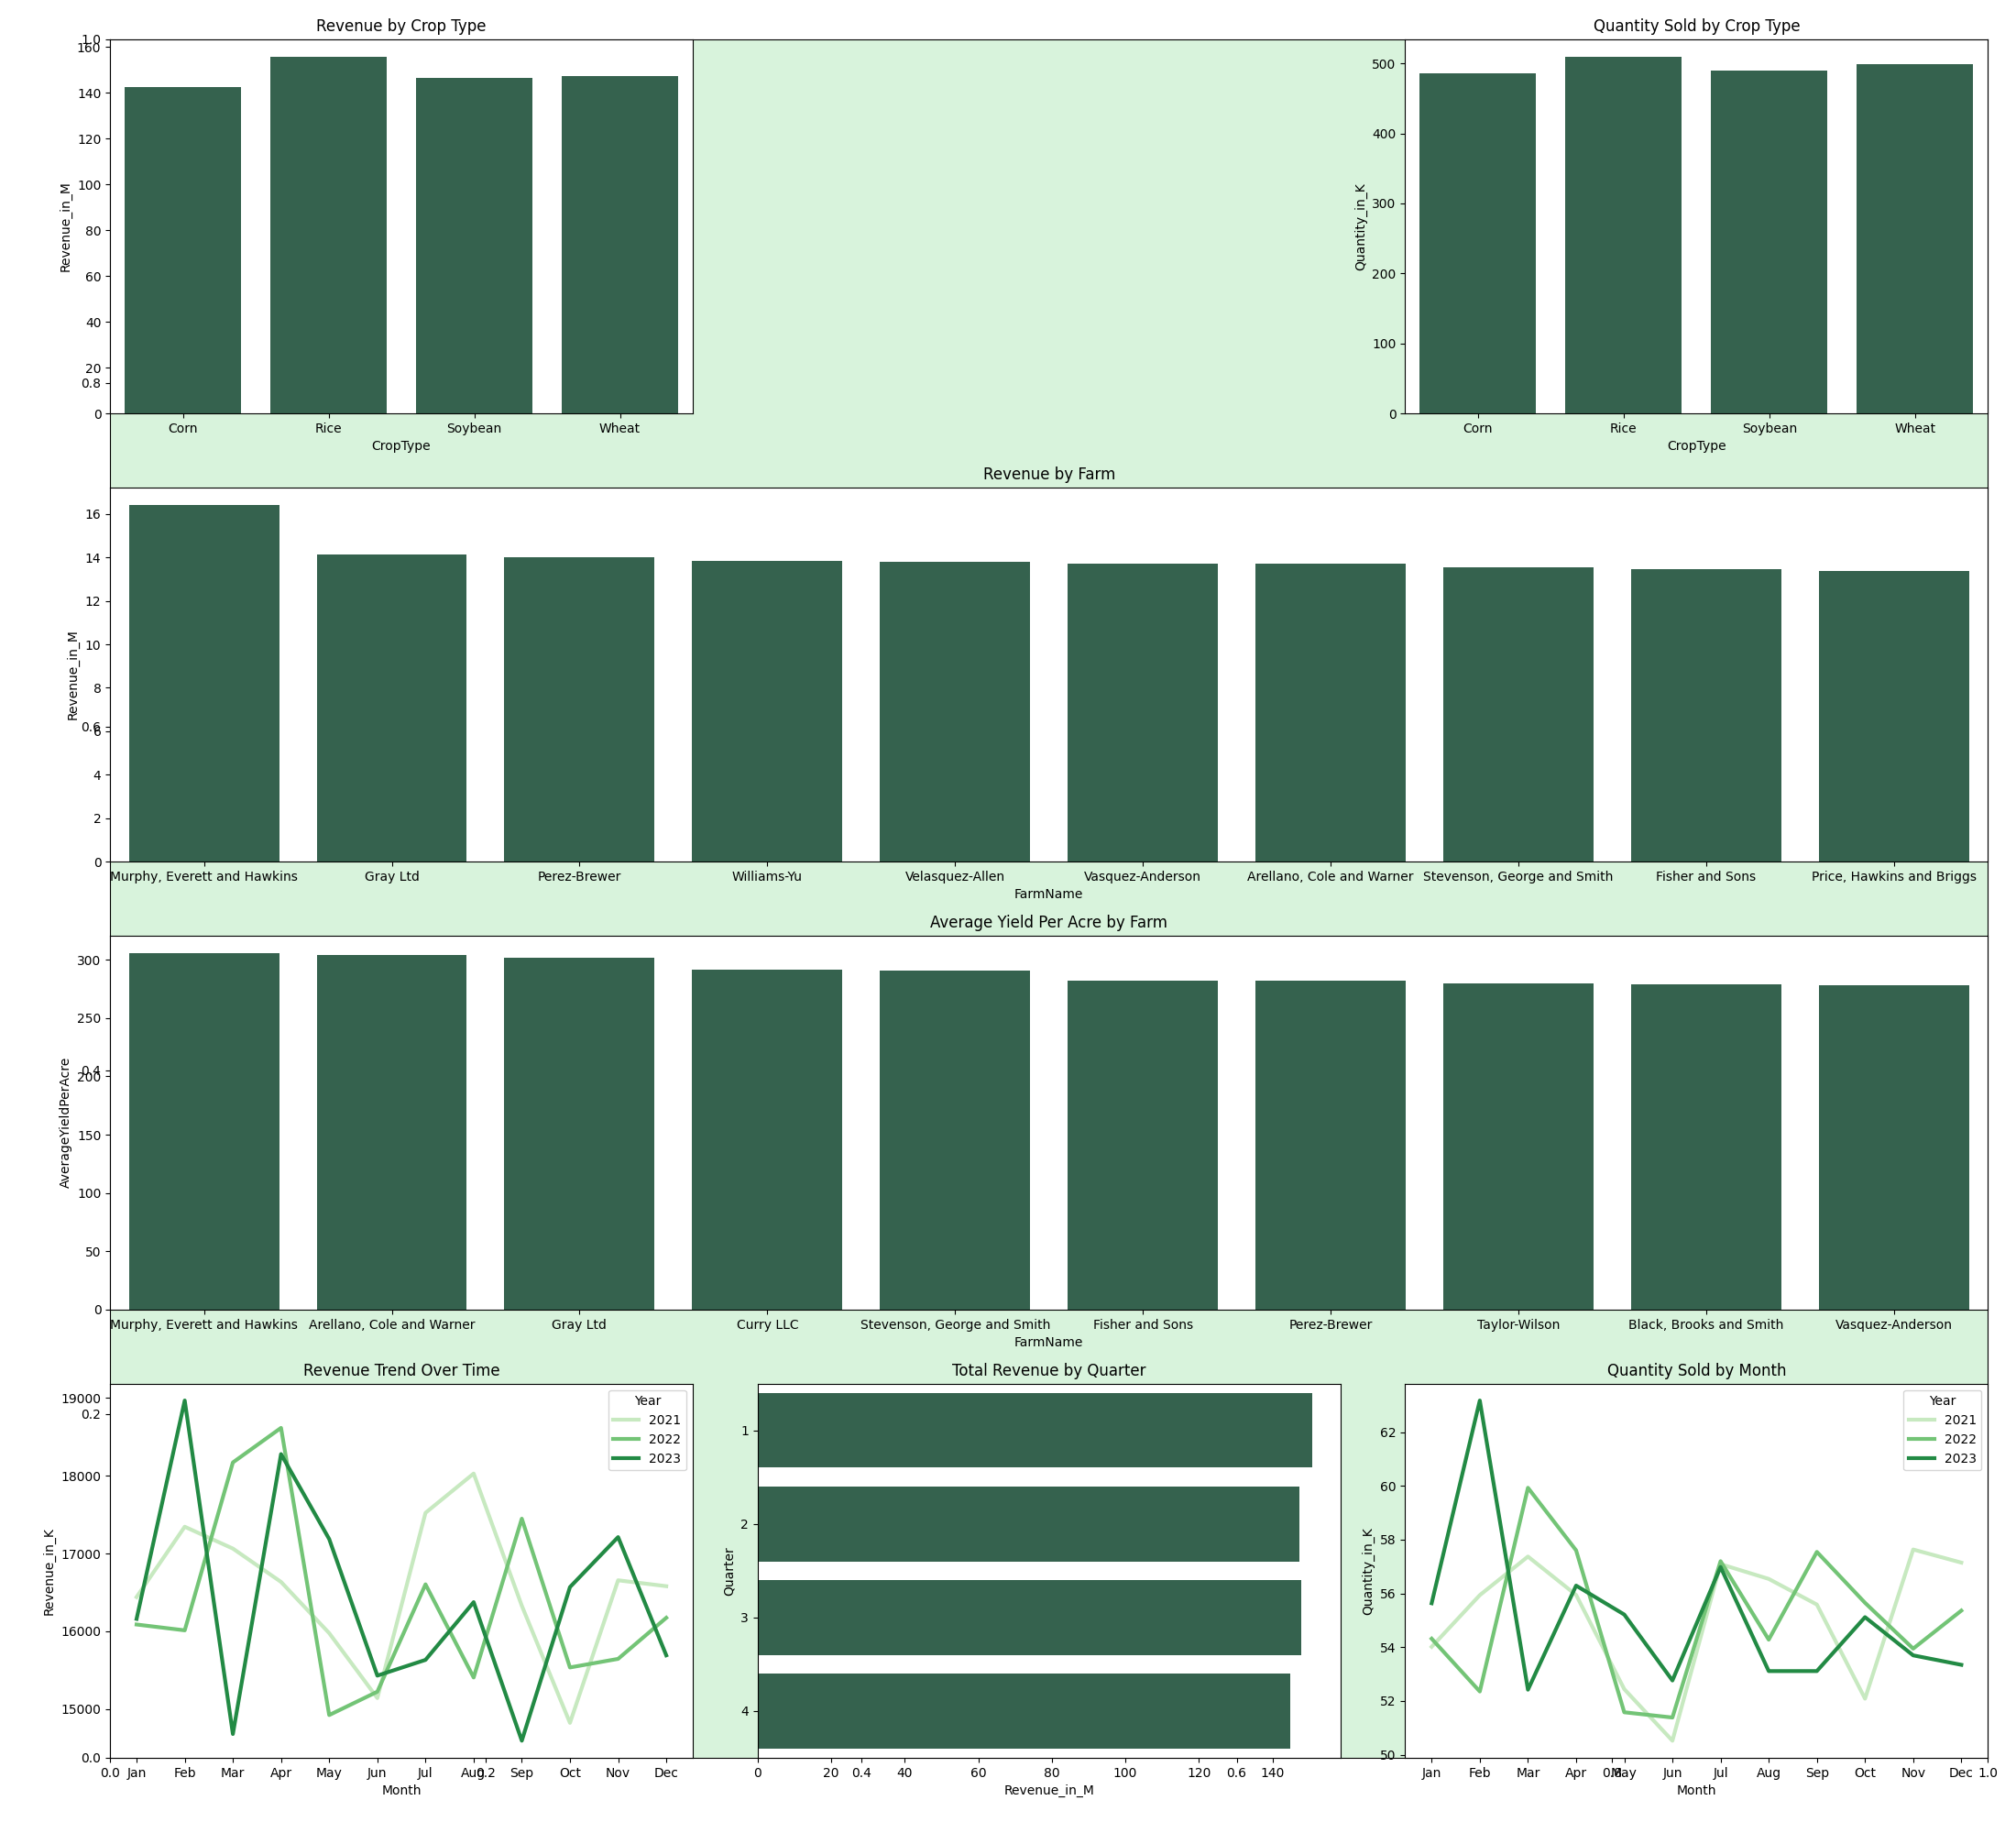 Revenue by Crop Type
1.0
160
140
120
100
80
60
40
20
0.8
0
Revenue_in_M
Corn Rice Soybean Wheat
CropType
Quantity Sold by Crop Type
500
400
300
200
100
0
Quantity_in_K
Corn Rice Soybean Wheat
CropType
Revenue by Farm
16
14
12
10
8
0.6
6
4
2
0
Revenue_in_M
Murphy, Everett and Hawkins Gray Ltd Perez-Brewer Williams-Yu Velasquez-Allen Vasquez-Anderson Arellano, Cole and Warner Stevenson, George and Smith Fisher and Sons Price, Hawkins and Briggs
FarmName
Average Yield Per Acre by Farm
300
250
0.4
200
150
100
50
0
AverageYieldPerAcre
Murphy, Everett and Hawkins Arellano, Cole and Warner Gray Ltd Curry LLC Stevenson, George and Smith Fisher and Sons Perez-Brewer Taylor-Wilson Black, Brooks and Smith Vasquez-Anderson
FarmName
Revenue Trend Over Time
19000
0.2
18000
17000
16000
15000
0.0
Revenue_in_K
Year
2021
2022
2023
0.0 Jan Feb Mar Apr May Jun Jul Aug 0.2 Sep Oct Nov Dec
Month
Total Revenue by Quarter
1
2
3
4
Quarter
0 20 0.4 40 60 80 100 120 0.6 140
Revenue_in_M
Quantity Sold by Month
62
60
58
56
54
52
50
Quantity_in_K
Year
2021
2022
2023
Jan Feb Mar Apr 0.8 May Jun Jul Aug Sep Oct Nov Dec 1.0
Month